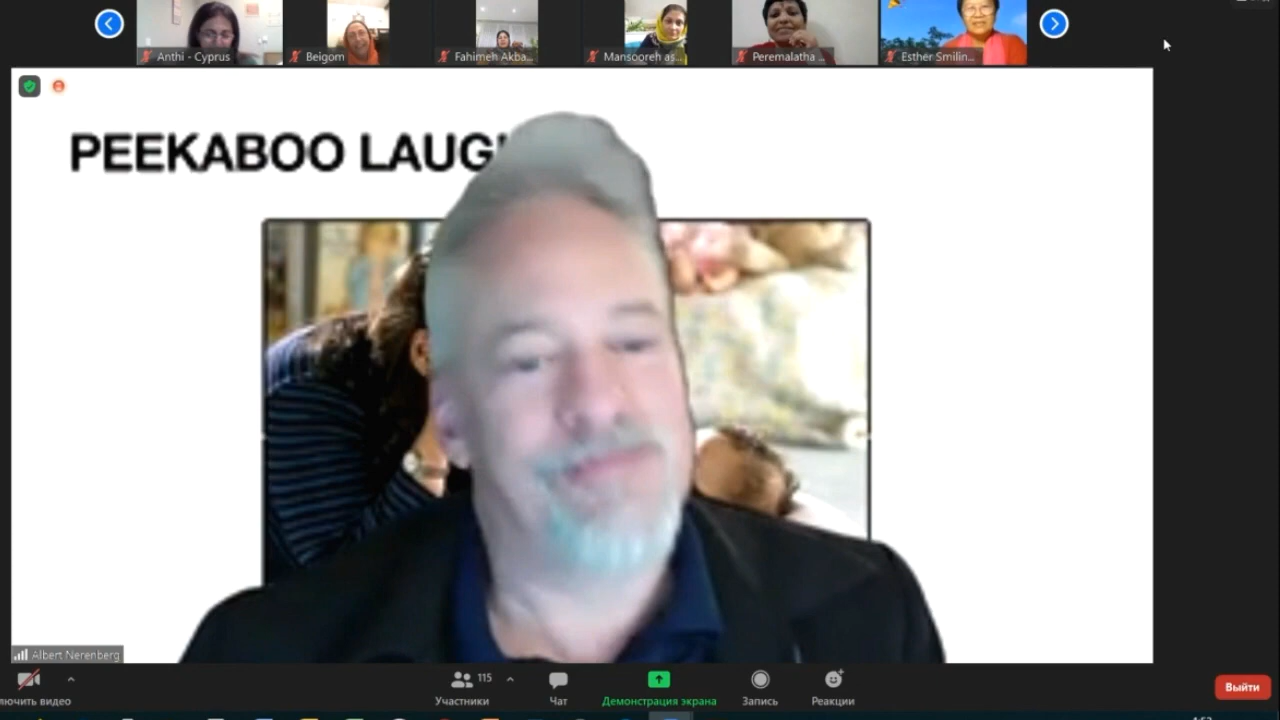 Anthi - Cyprus
Beigom
Fahimeh Akba...
Mansooreh as...
Peremalatha ...
Esther Smilin...
PEEKABOO LAUG
Albert Nerenberg
лючить видео
115
Участники
Чат
Демонстрация экрана
Запись
Реакции
Выйти